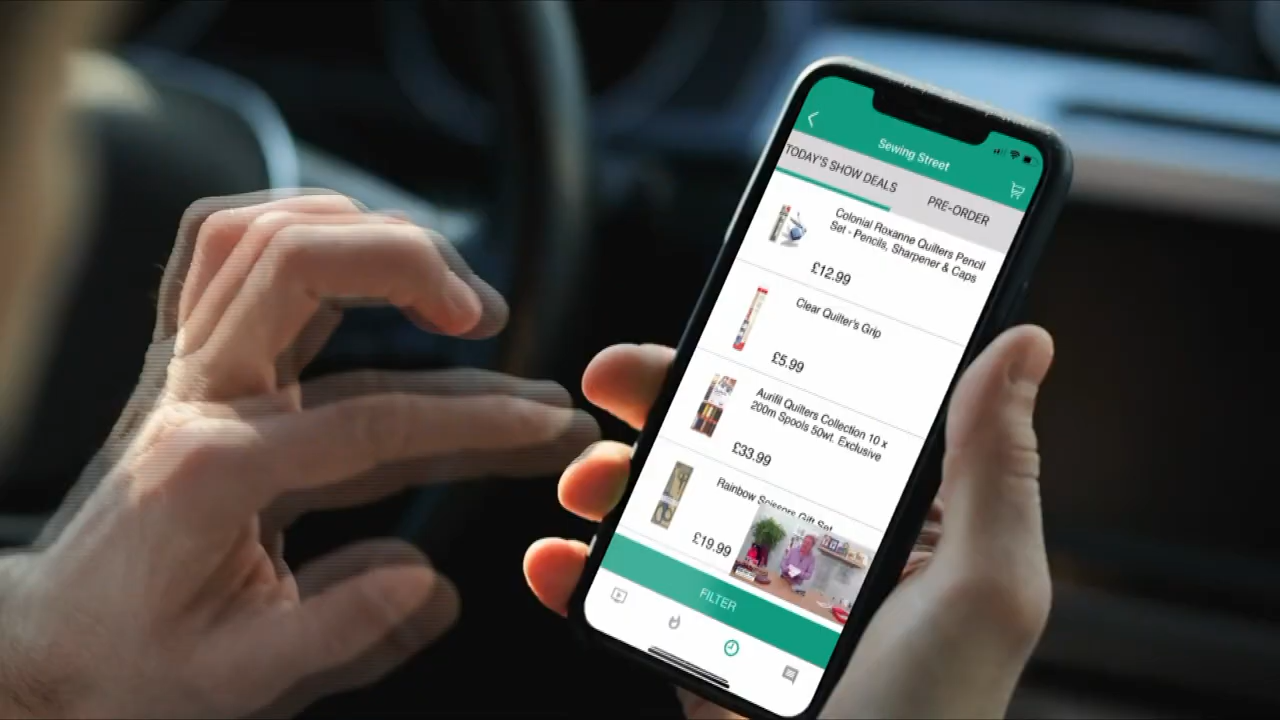 Sewing Street
TODAY'S SHOW DEALS
PRE-ORDER
Colonial Roxanne Quilters Pencil
Set - Pencils, Sharpener & Caps
£12.99
Clear Quilter's Grip
£5.99
Aurifil Quilters Collection 10 x
200m Spools 50wt. Exclusive
£33.99
Rainbow Scissors Gift Set
£19.99
FILTER